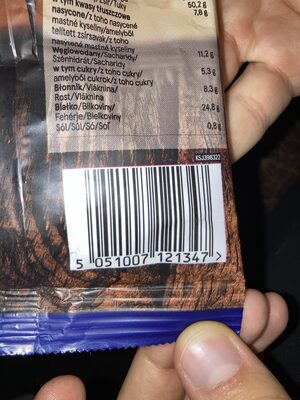 50,2 g
w tym kwasy tłuszczowe
nasycone/z toho nasycené 7,8 g
mastné kyseliny/amelyből
telített zsírsavak/z toho
nasýtené mastné kyseliny
Węglowodany/Sacharidy/ 11,2 g
Szénhidrát/Sacharidy
w tym cukry/z toho cukry/ 5,3 g
amelyből cukrok/z toho cukry
Błonnik/Vláknina/ 8,3 g
Rost/Vláknina
Białko/Bílkoviny/ 24,8 g
Fehérje/Bielkoviny
Sól/Sůl/Só/Soľ 0,8 g
KSJ398322
5 051007 121347 >